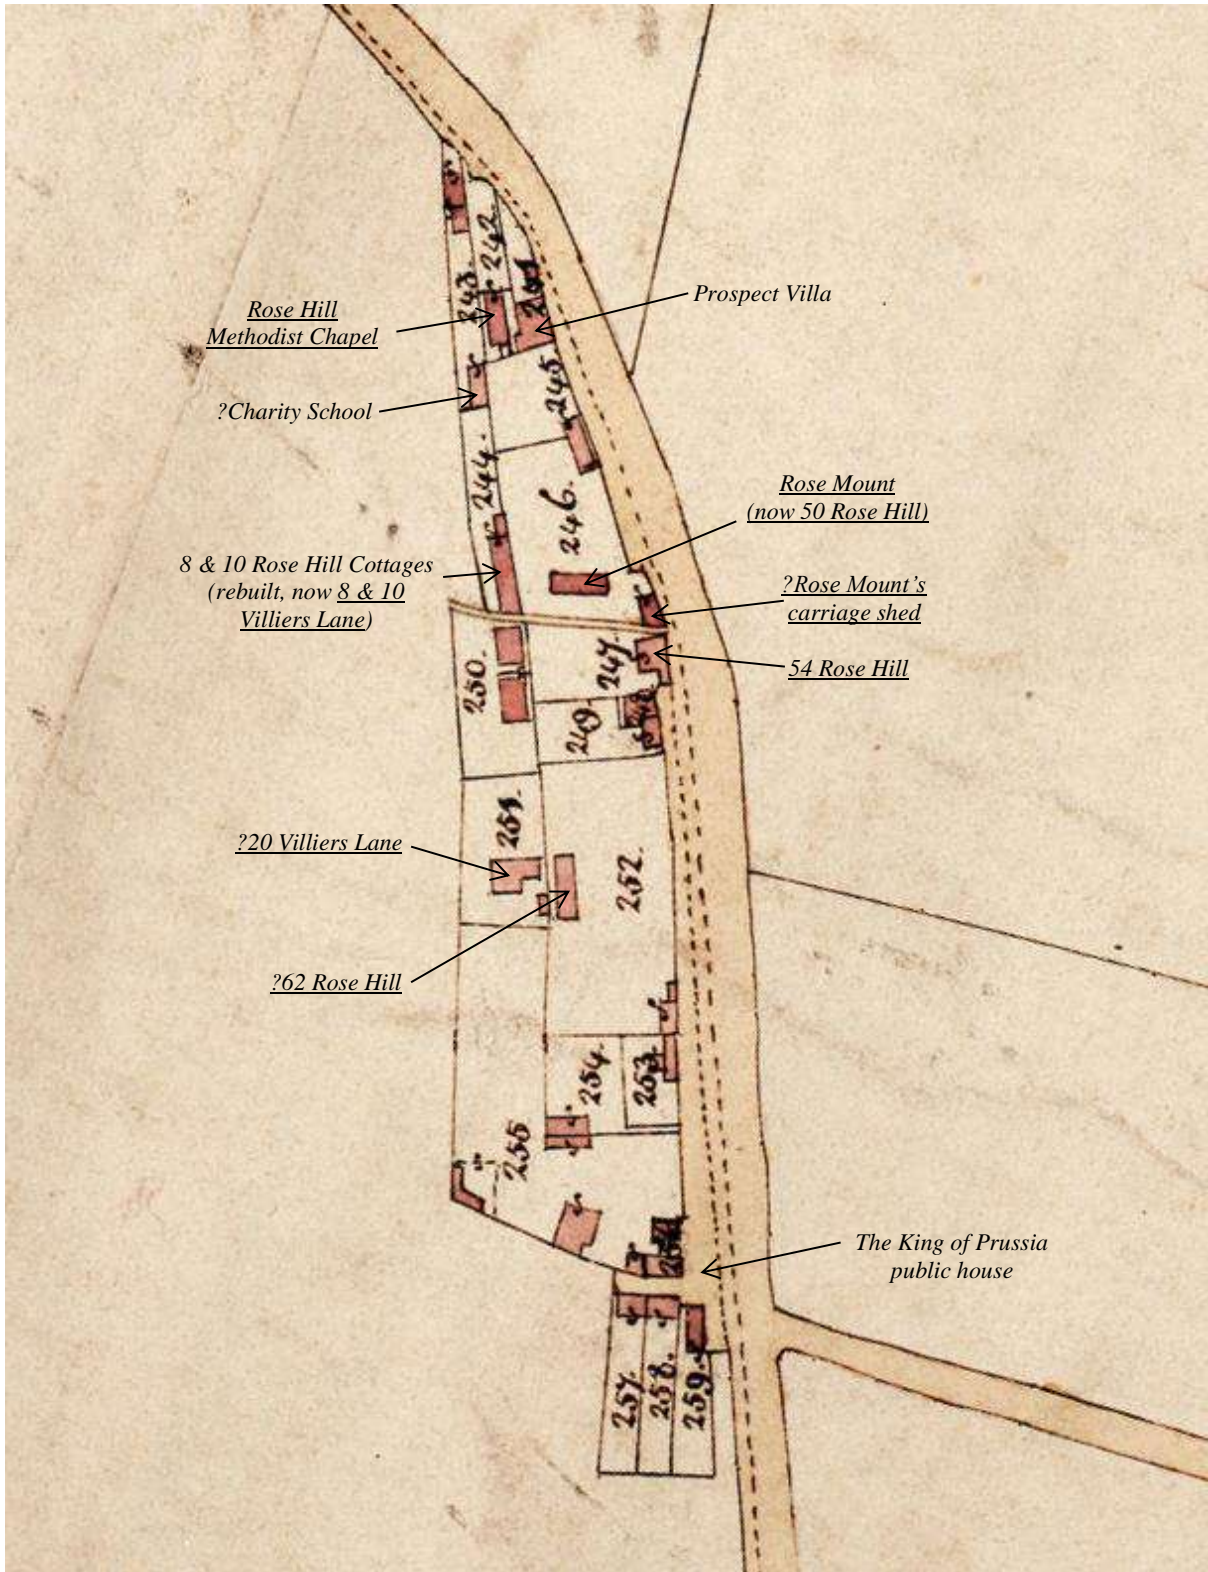 242.
241
243.
Prospect Villa
Rose Hill
Methodist Chapel
245
?Charity School
244.
246.
Rose Mount
(now 50 Rose Hill)
8 & 10 Rose Hill Cottages
(rebuilt, now 8 & 10
Villiers Lane)
?Rose Mount’s
carriage shed
247
54 Rose Hill
250.
248
249
251.
?20 Villiers Lane
252.
?62 Rose Hill
254.
253
255
The King of Prussia
public house
257.
258.
259.